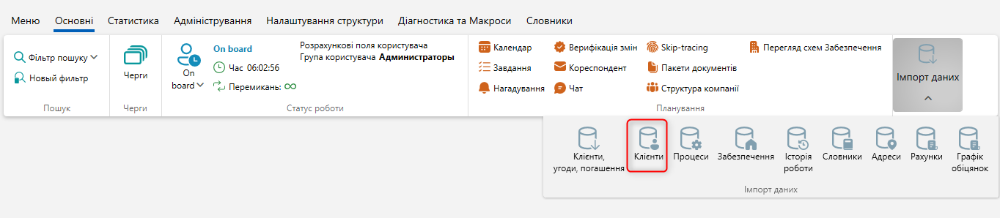 Меню Основні Статистика Адміністрування Налаштування структури Діагностика та Макроси Словники
Фільтр пошуку
Новый фильтр
Пошук
Черги
Черги
On board
On board
Час 06:02:56
Перемикань:
Розрахункові поля користувача
Група користувача Администраторы
Статус роботи
Календар
Завдання
Нагадування
Верифікація змін
Кореспондент
Чат
Skip-tracing
Пакети документів
Структура компанії
Перегляд схем Забезпечення
Планування
Імпорт даних
Клієнти,
угоди, погашення
Клієнти
Процеси
Забезпечення
Історія
роботи
Словники
Адреси
Рахунки
Графік
обіцянок
Імпорт даних